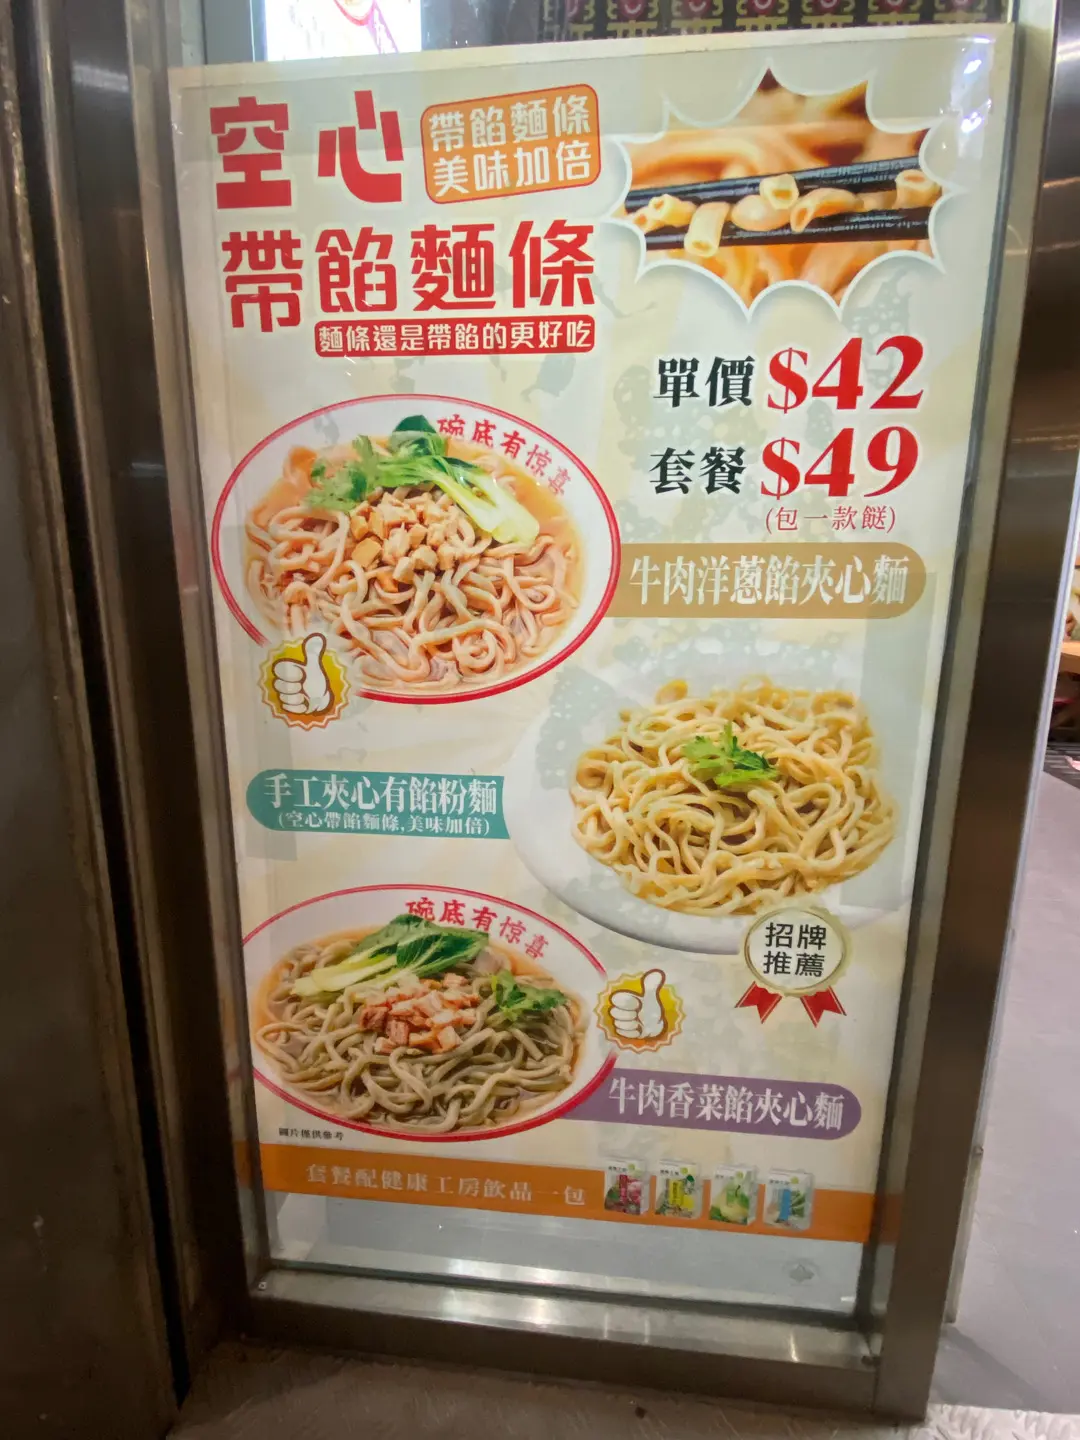 空心
帶餡麵條
美味加倍
帶餡麵條
麵條還是帶餡的更好吃
單價 $42
套餐 $49
(包一款餸)
碗底有惊喜
牛肉洋蔥餡夾心麵
手工夾心有餡粉麵
(空心帶餡麵條,美味加倍)
招牌
推薦
碗底有惊喜
牛肉香菜餡夾心麵
圖片僅供參考
套餐配健康工房飲品一包